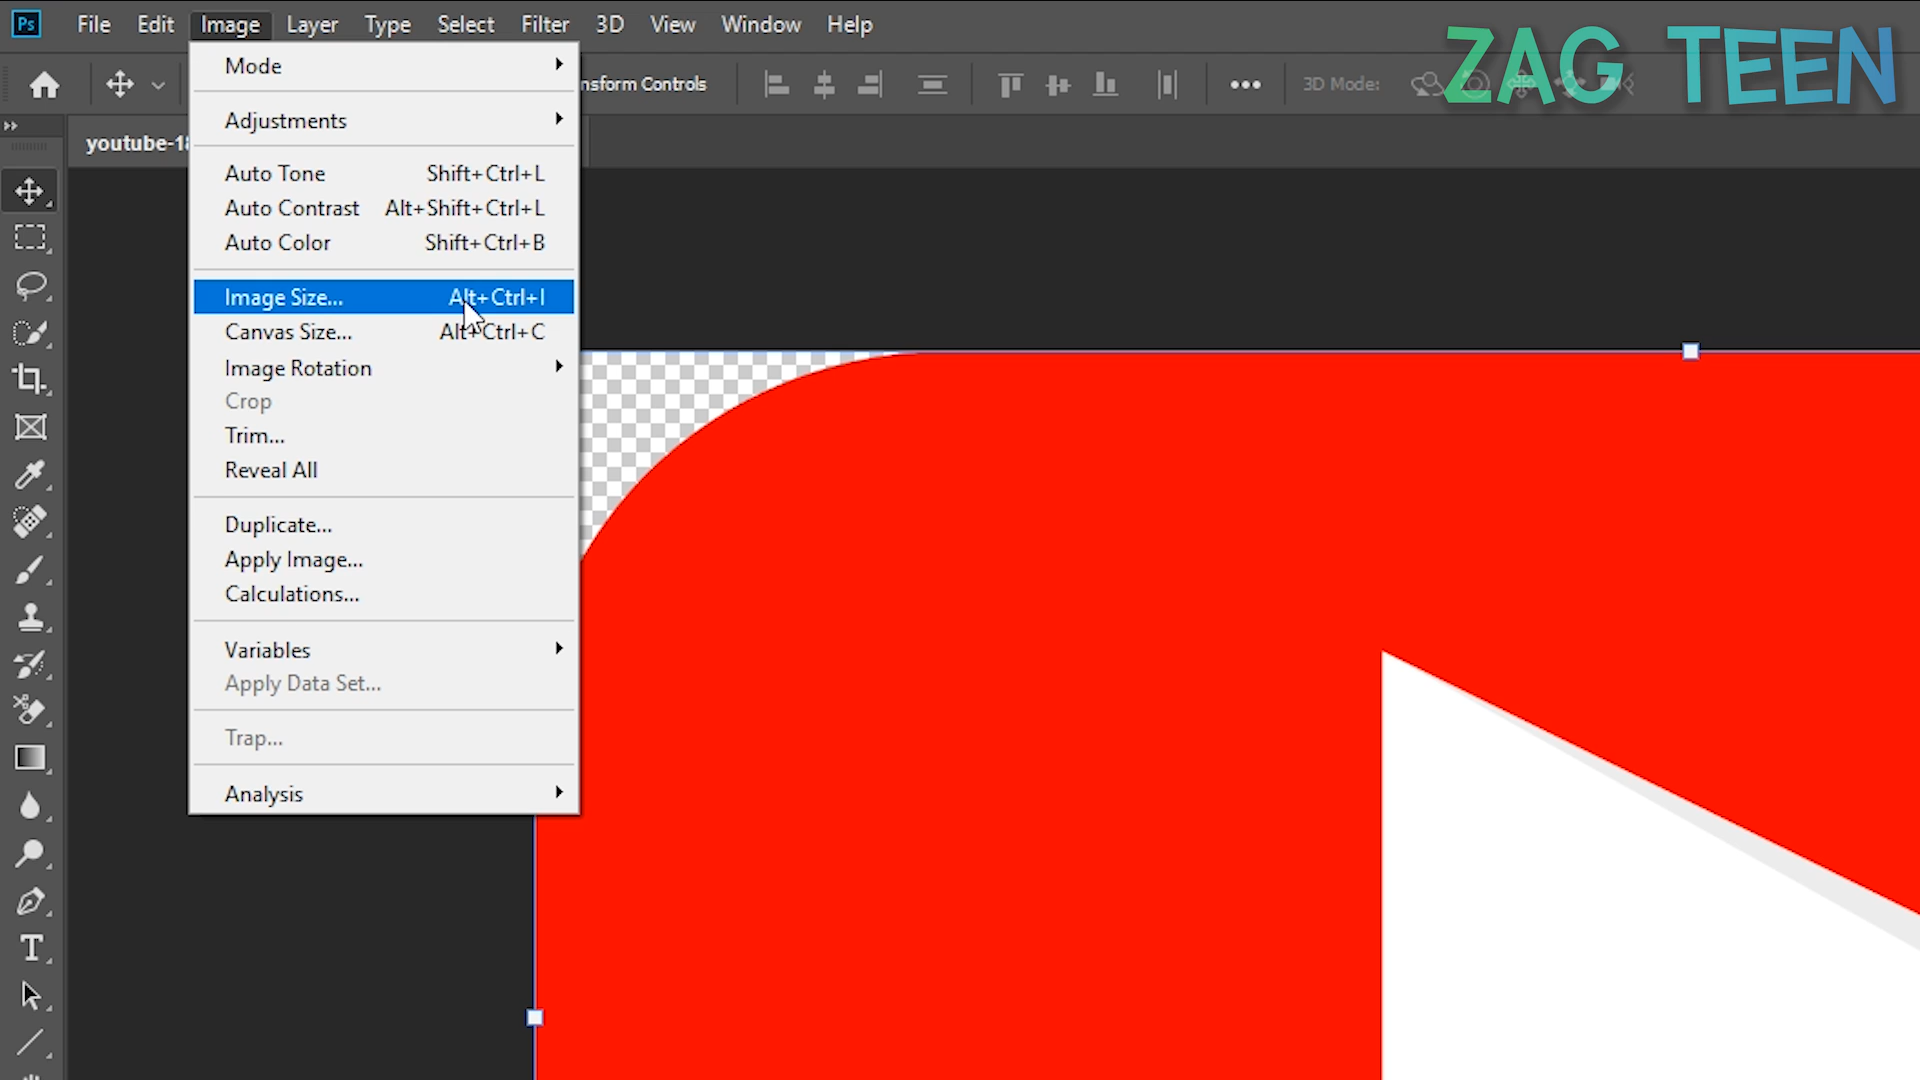 Ps File Edit Image Layer Type Select Filter 3D View Window Help
ZAG TEEN
nsform Controls 3D Mode:
youtube-18
Mode
Adjustments
Auto Tone Shift+Ctrl+L
Auto Contrast Alt+Shift+Ctrl+L
Auto Color Shift+Ctrl+B
Image Size... Alt+Ctrl+I
Canvas Size... Alt+Ctrl+C
Image Rotation
Crop
Trim...
Reveal All
Duplicate...
Apply Image...
Calculations...
Variables
Apply Data Set...
Trap...
Analysis